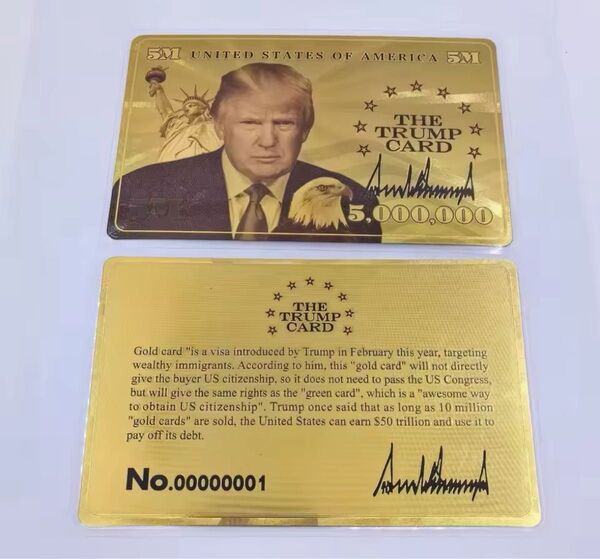 5M UNITED STATES OF AMERICA 5M
THE
TRUMP
CARD
5,000,000
THE
TRUMP
CARD
Gold card "is a visa introduced by Trump in February this year, targeting
wealthy immigrants. According to him, this "gold card" will not directly
give the buyer US citizenship, so it does not need to pass the US Congress,
but will give the same rights as the "green card", which is a "awesome way
to obtain US citizenship". Trump once said that as long as 10 million
"gold cards" are sold, the United States can earn $50 trillion and use it to
pay off its debt.
No.00000001